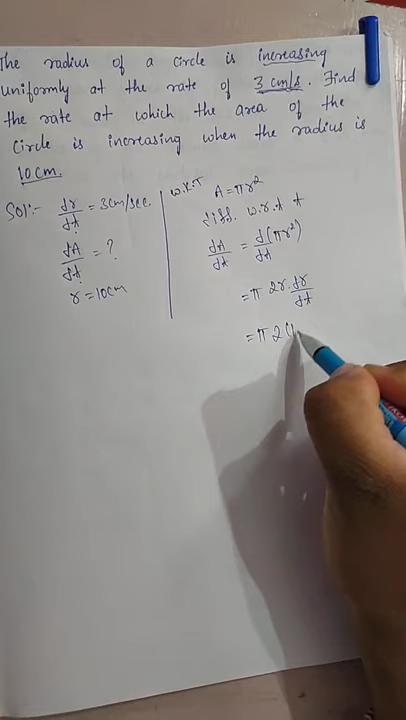 The radius of a circle is increasing
uniformly at the rate of 3 cm/s. Find
the rate at which the area of the
Circle is increasing when the radius is
10 cm.
Sol:- dr/dt = 3cm/sec.
dA/dt = ?
r = 10cm
W.K.T A = πr²
diff. w.r.t t
dA/dt = d(πr²)/dt
= π 2r. dr/dt
= π 2 (